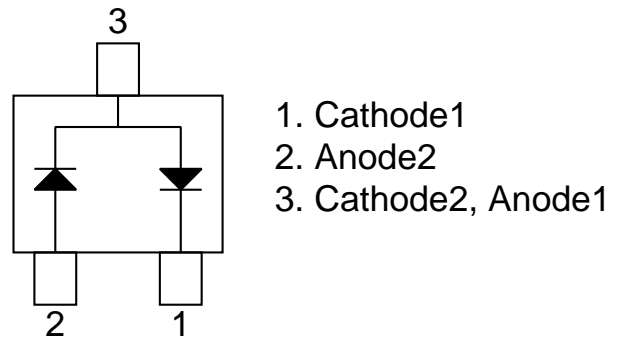 3
1. Cathode1
2. Anode2
3. Cathode2, Anode1
2 1